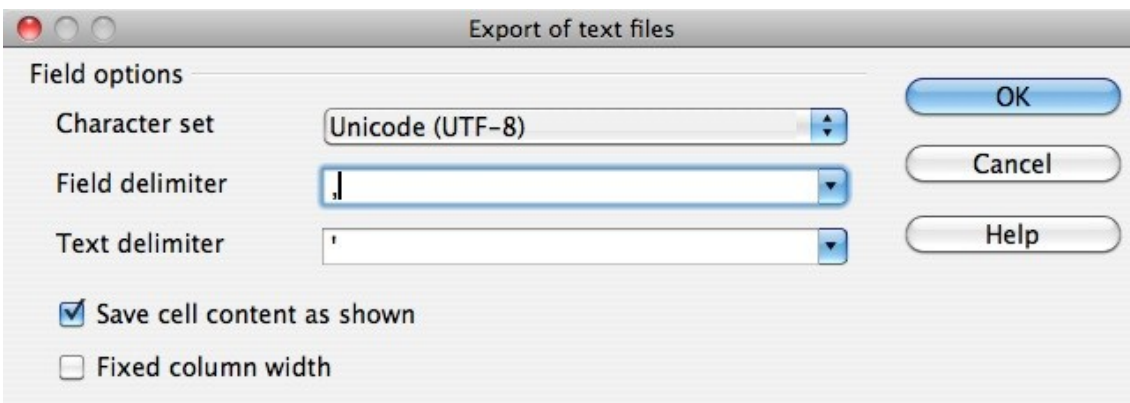 Export of text files
Field options
OK
Character set
Unicode (UTF-8)
Cancel
Field delimiter
,
Text delimiter
'
Help
Save cell content as shown
Fixed column width